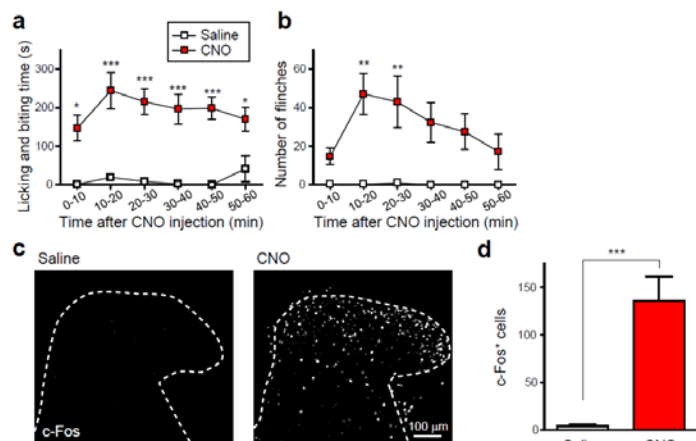 a
Saline
CNO
Licking and biting time (s)
300
200
100
0
* *** *** *** *** *
0-10 10-20 20-30 30-40 40-50 50-60
Time after CNO injection (min)
b
Number of flinches
60
40
20
0
** **
0-10 10-20 20-30 30-40 40-50 50-60
Time after CNO injection (min)
c
Saline
CNO
c-Fos
100 μm
d
c-Fos⁺ cells
150
100
50
0
***